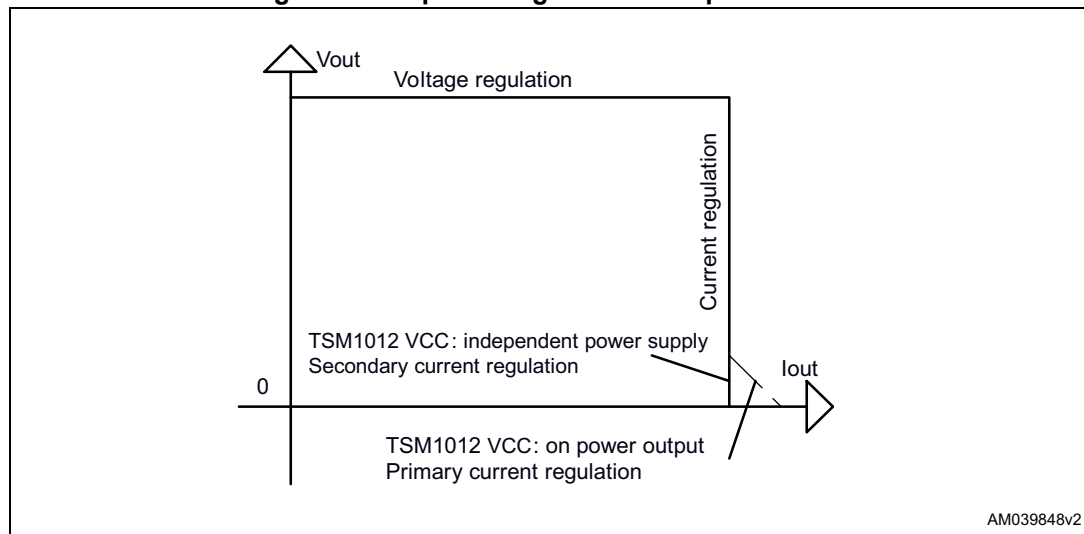 Vout
Voltage regulation
Current regulation
TSM1012 VCC: independent power supply
Secondary current regulation
Iout
0
TSM1012 VCC: on power output
Primary current regulation
AM039848v2